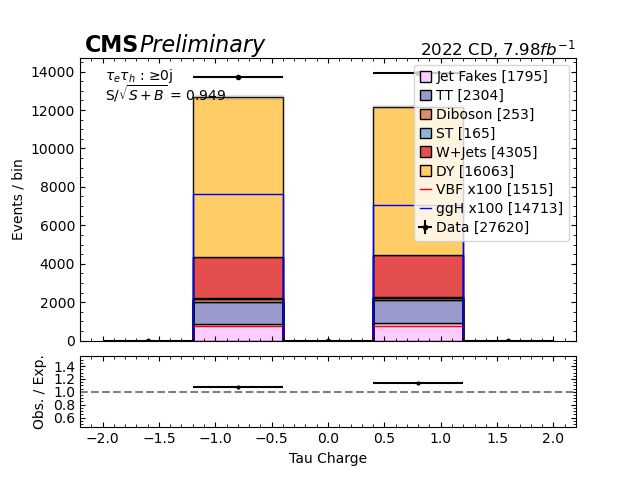 CMS Preliminary
2022 CD, 7.98fb⁻¹
τₑτₕ : ≥0j
S/√S + B = 0.949
Jet Fakes [1795]
TT [2304]
Diboson [253]
ST [165]
W+Jets [4305]
DY [16063]
VBF x100 [1515]
ggH x100 [14713]
Data [27620]
Events / bin
14000
12000
10000
8000
6000
4000
2000
0
Obs. / Exp.
1.4
1.2
1.0
0.8
0.6
−2.0 −1.5 −1.0 −0.5 0.0 0.5 1.0 1.5 2.0
Tau Charge